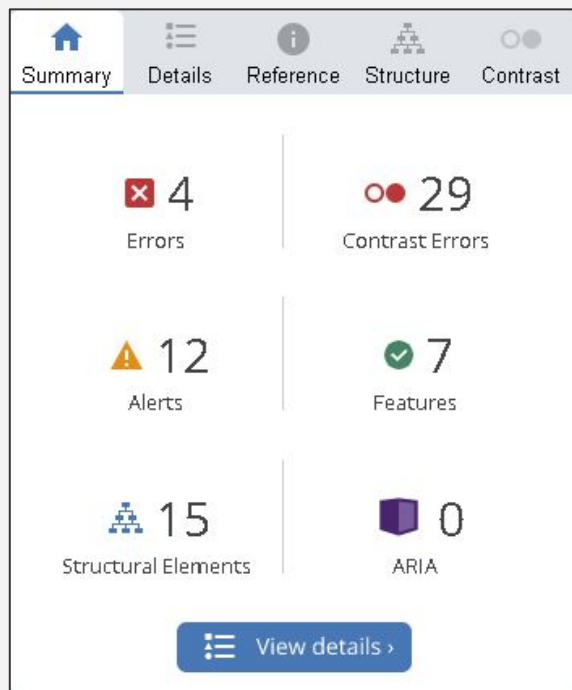 Summary Details Reference Structure Contrast
4 29
Errors Contrast Errors
12 7
Alerts Features
15 0
Structural Elements ARIA
View details ›